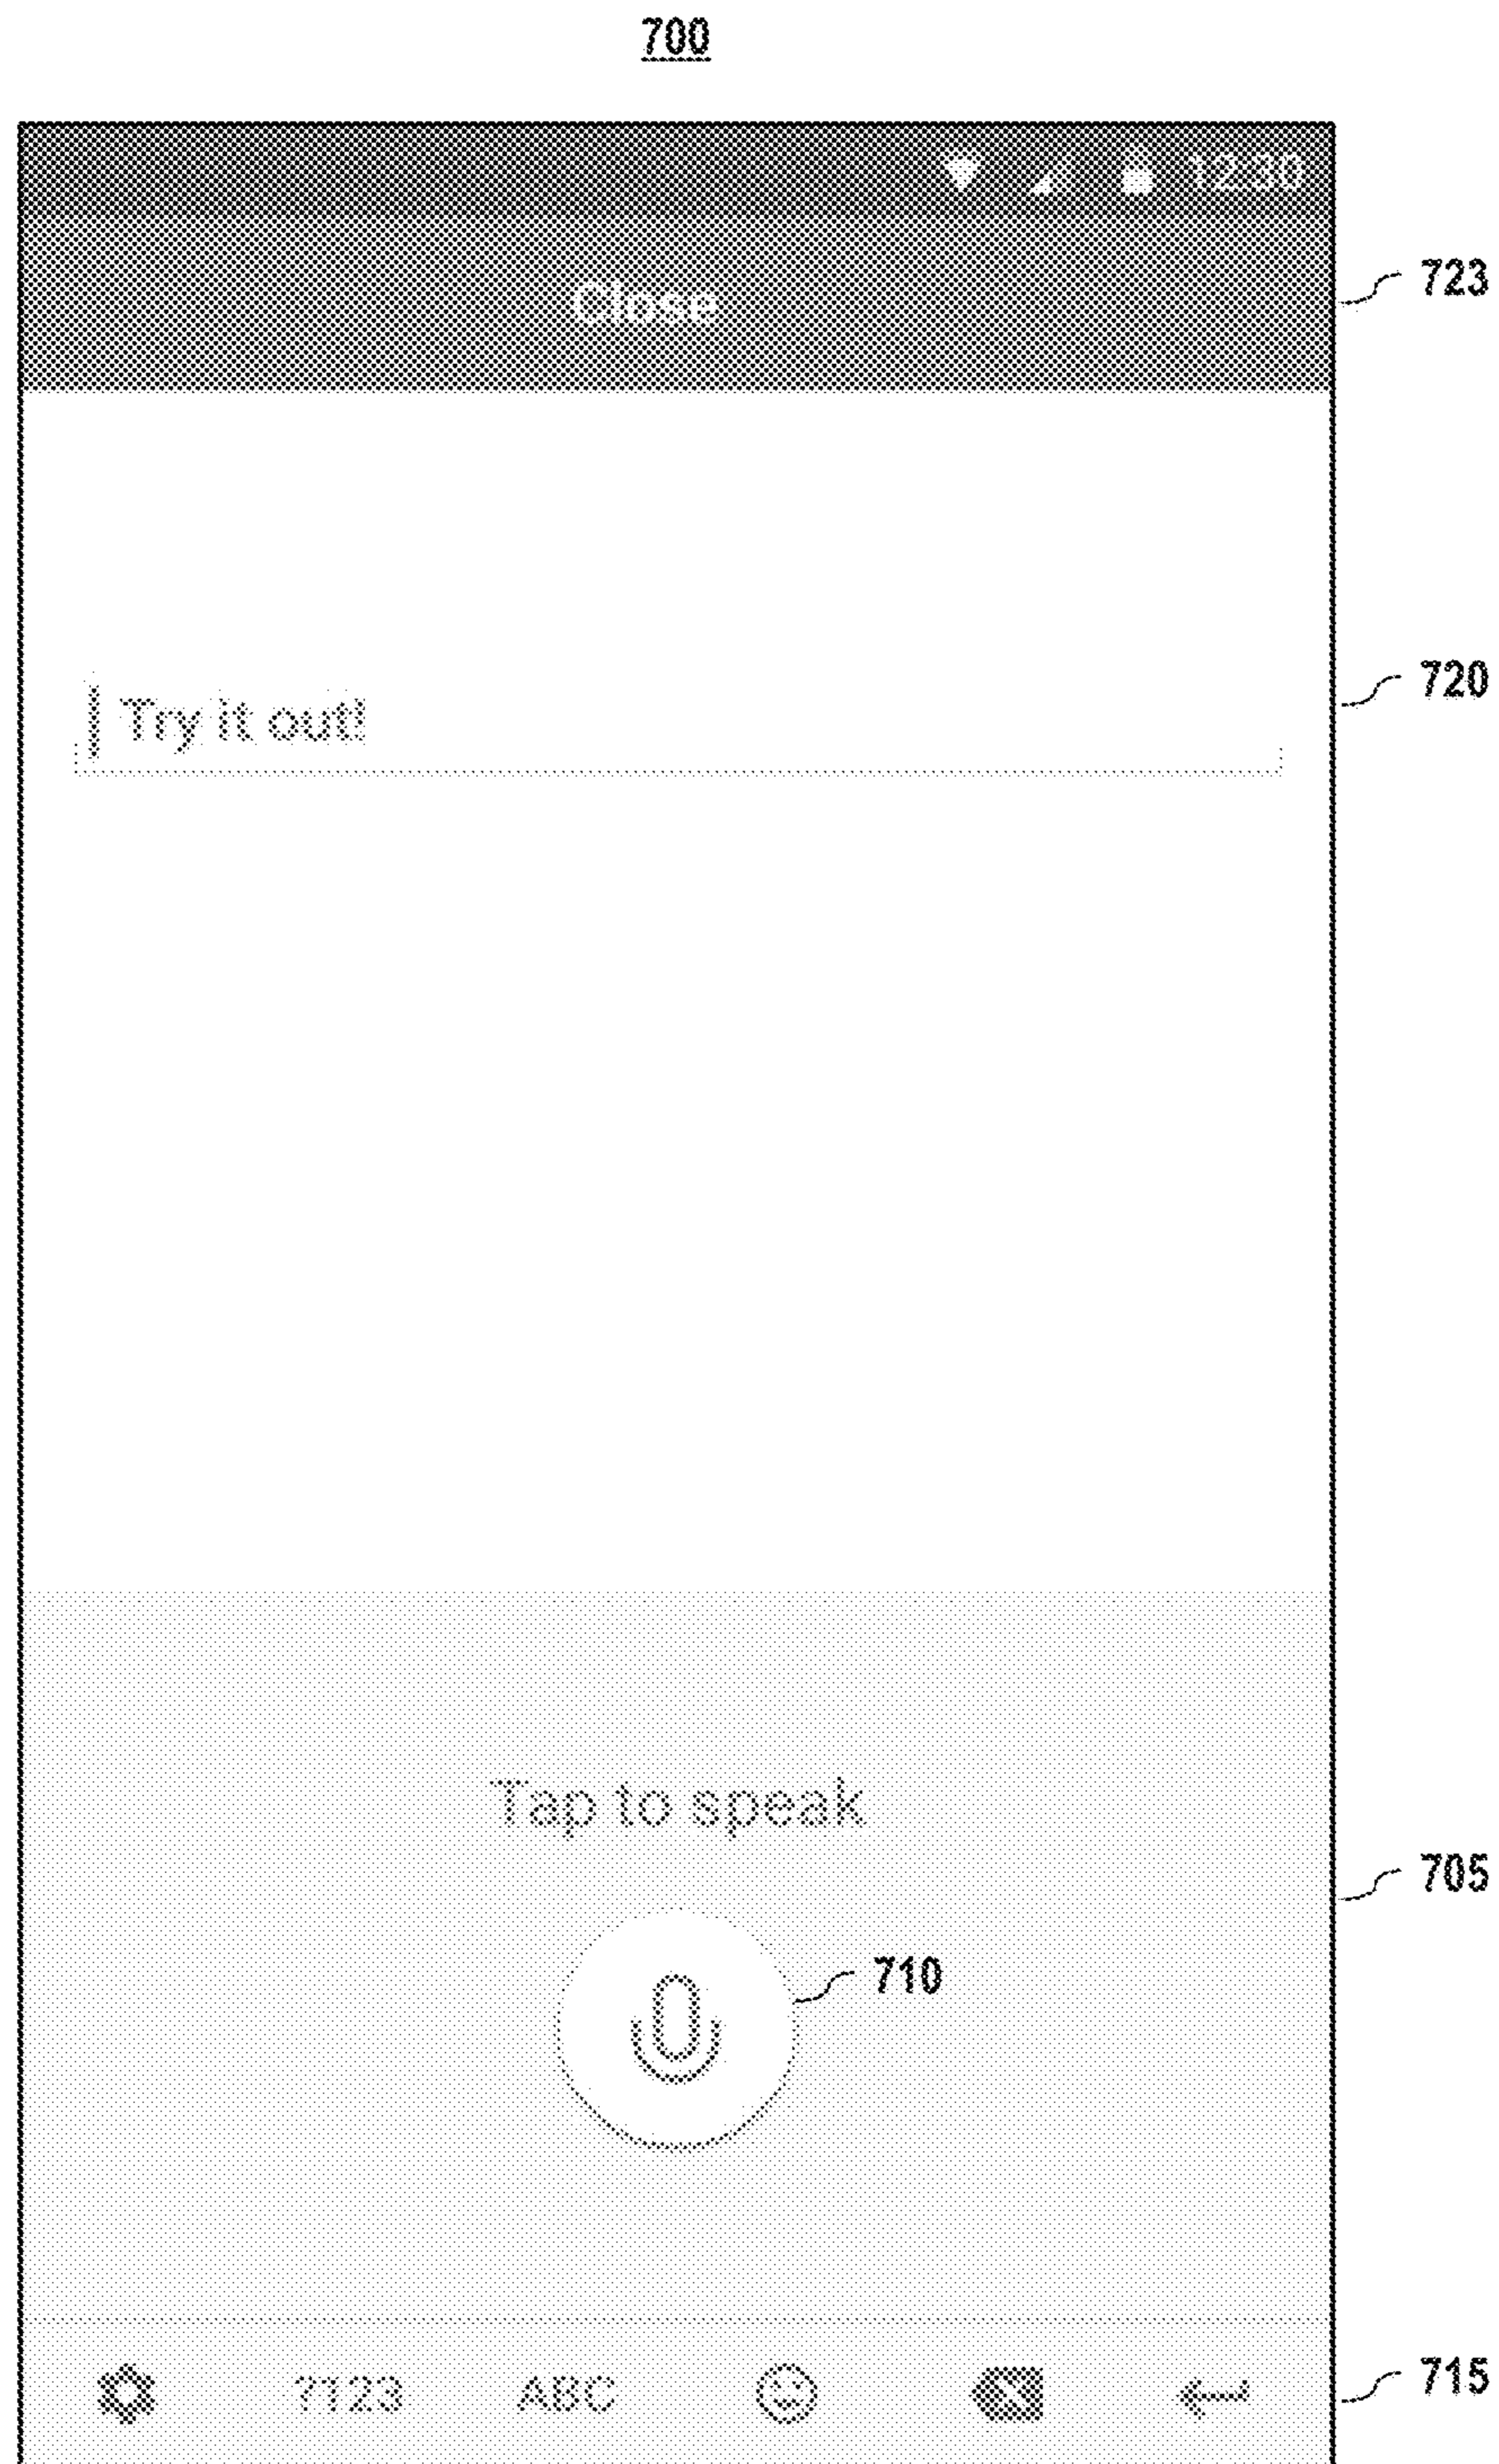 700
12:30
Close
723
720
Try it out!
Tap to speak
705
710
?123 ABC
715